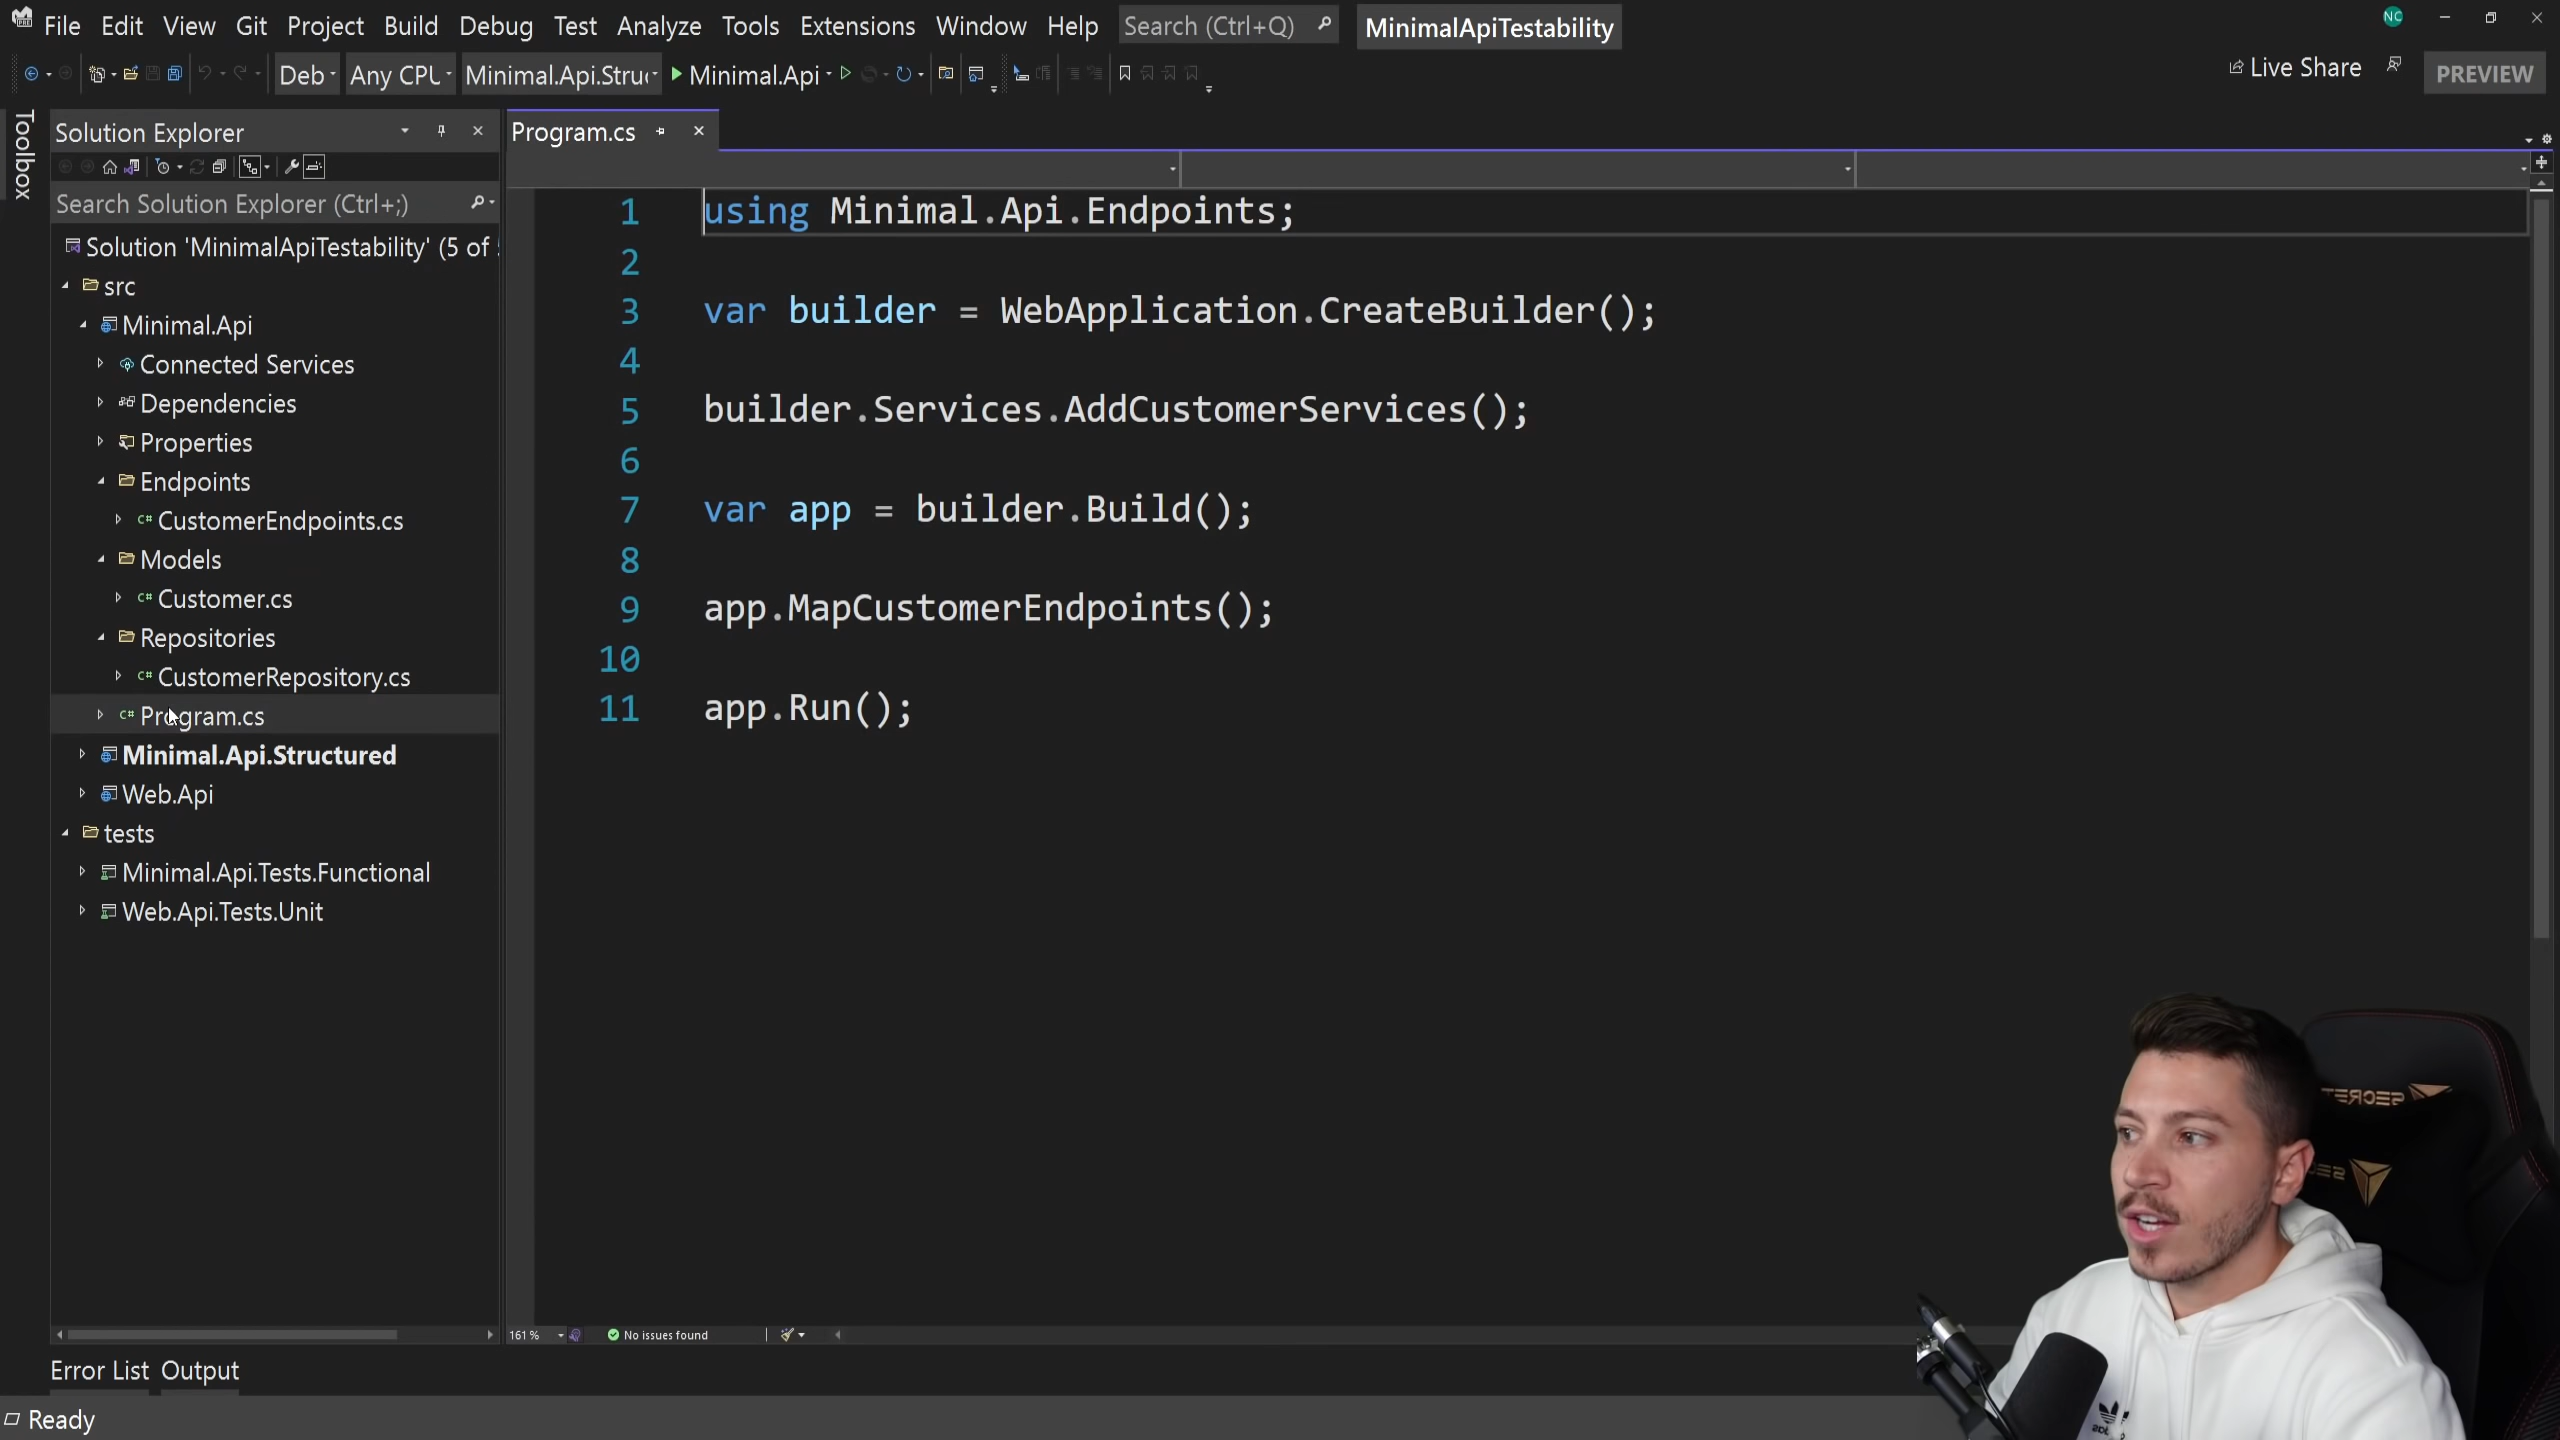 File Edit View Git Project Build Debug Test Analyze Tools Extensions Window Help Search (Ctrl+Q) MinimalApiTestability NC
Deb Any CPU Minimal.Api.Struc Minimal.Api Live Share PREVIEW
Toolbox
Solution Explorer
Search Solution Explorer (Ctrl+;)
Solution 'MinimalApiTestability' (5 of
src
Minimal.Api
Connected Services
Dependencies
Properties
Endpoints
C# CustomerEndpoints.cs
Models
C# Customer.cs
Repositories
C# CustomerRepository.cs
C# Program.cs
Minimal.Api.Structured
Web.Api
tests
Minimal.Api.Tests.Functional
Web.Api.Tests.Unit
Program.cs
1 using Minimal.Api.Endpoints;
2
3 var builder = WebApplication.CreateBuilder();
4
5 builder.Services.AddCustomerServices();
6
7 var app = builder.Build();
8
9 app.MapCustomerEndpoints();
10
11 app.Run();
161 % No issues found
Error List Output
Ready
SECRET